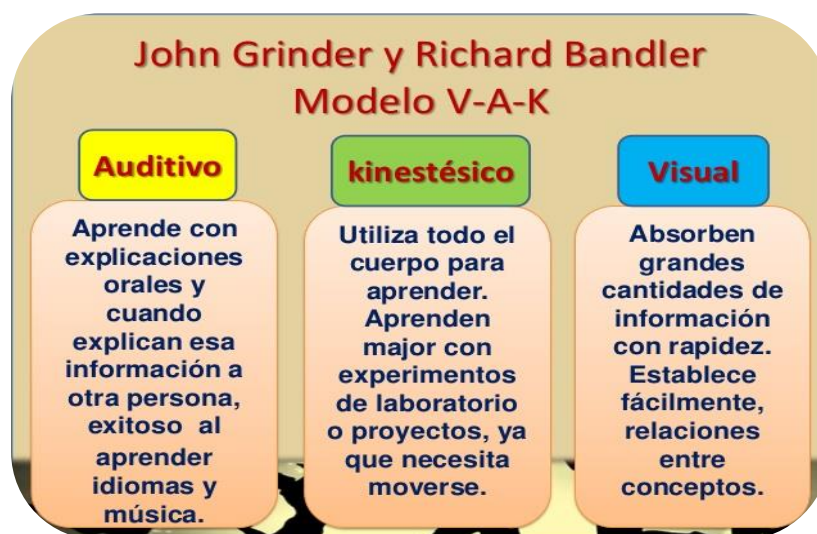 John Grinder y Richard Bandler
Modelo V-A-K
Auditivo
Aprende con
explicaciones
orales y
cuando
explican esa
información a
otra persona,
exitoso al
aprender
idiomas y
música.
kinestésico
Utiliza todo el
cuerpo para
aprender.
Aprenden
major con
experimentos
de laboratorio
o proyectos, ya
que necesita
moverse.
Visual
Absorben
grandes
cantidades de
información
con rapidez.
Establece
fácilmente,
relaciones
entre
conceptos.